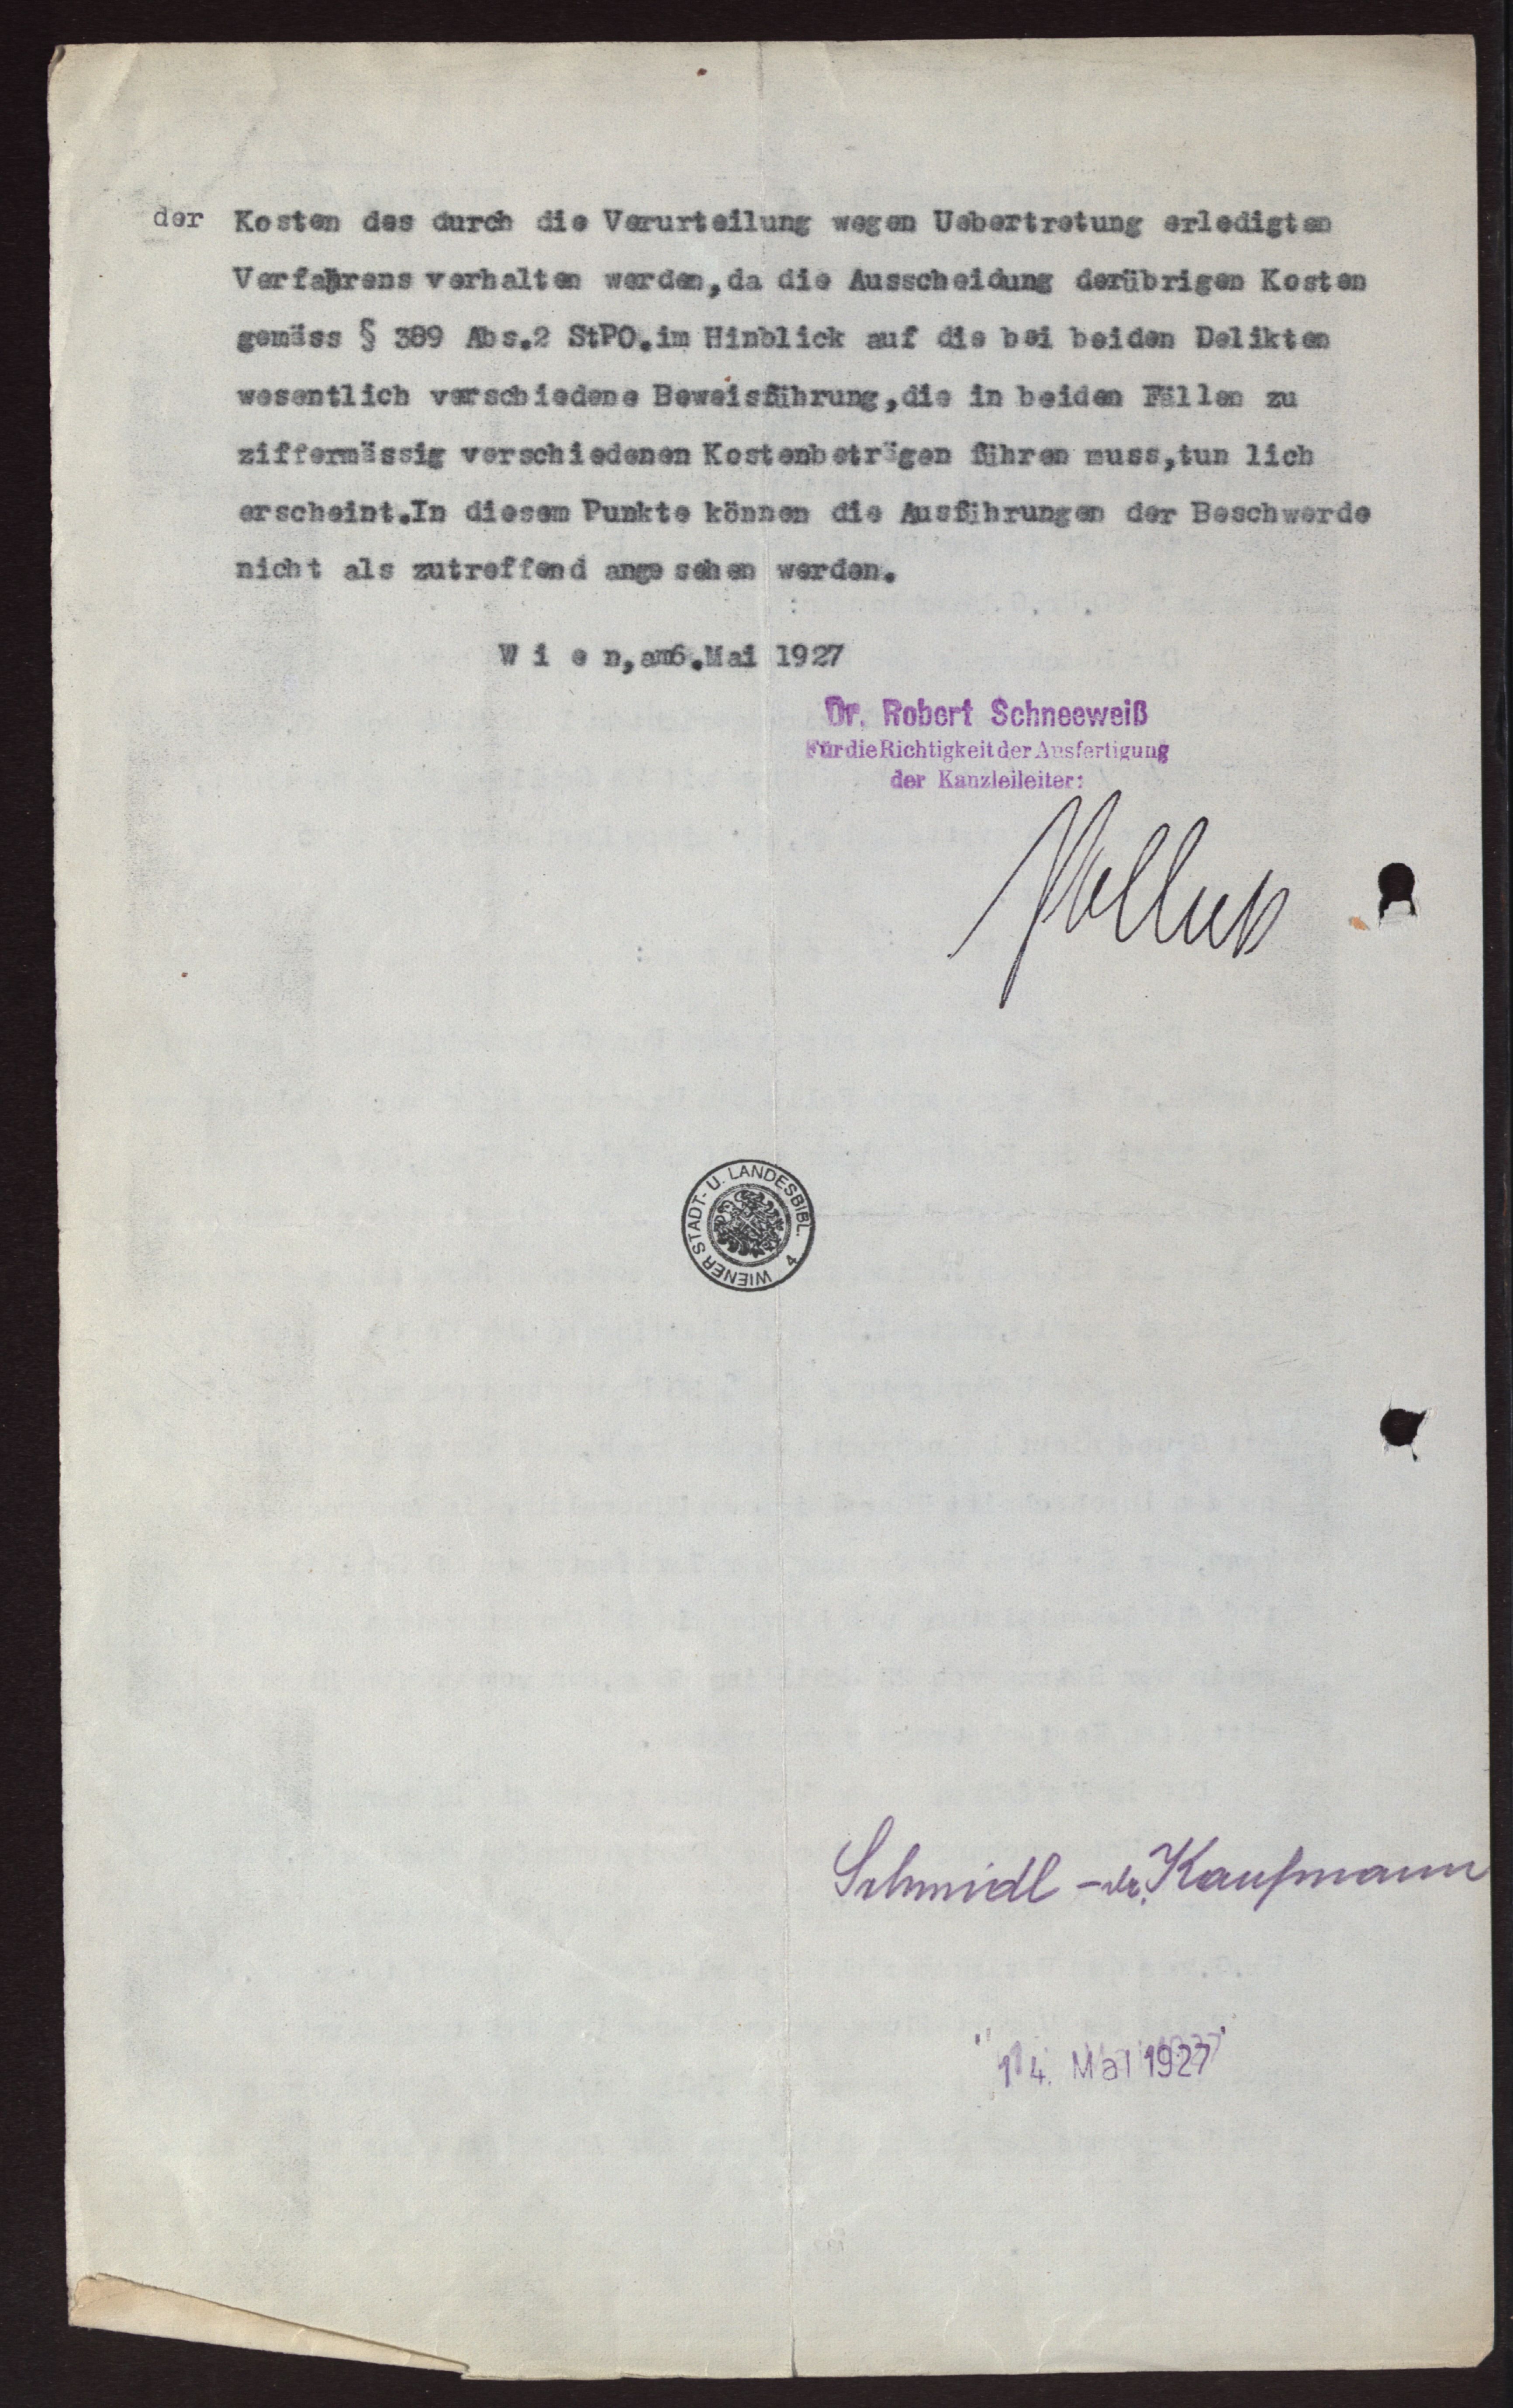 der Kosten des durch die Verurteilung wegen Uebertretung erledigten
Verfahrens verhalten werden,da die Ausscheidung derübrigen Kosten
gemäss § 389 Abs.2 StPO.im Hinblick auf die bei beiden Delikten
wesentlich verschiedene Beweisführung,die in beiden Fällen zu
ziffermässig verschiedenen Kostenbeträgen führen muss,tun lich
erscheint.In diesem Punkte können die Ausführungen der Beschwerde
nicht als zutreffend ange sehen werden.
W i e n,am6.Mai 1927
Dr. Robert Schneeweiß
Für die Richtigkeit der Ausfertigung
der Kanzleileiter:
WIENER STADT- U. LANDESBIBL. 4
Schmidl - dr. Kaufmann
14. Mai 1927